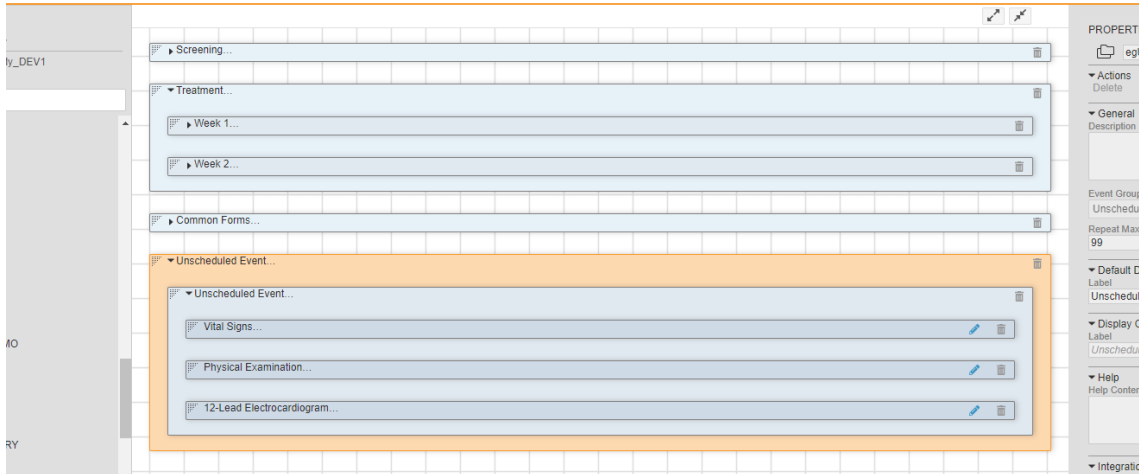 ly_DEV1
MO
RY
Screening...
Treatment...
Week 1...
Week 2...
Common Forms...
Unscheduled Event...
Unscheduled Event...
Vital Signs...
Physical Examination...
12-Lead Electrocardiogram...
PROPERT
eg
Actions
Delete
General
Description
Event Group
Unschedu
Repeat Max
99
Default D
Label
Unschedul
Display
Label
Unschedu
Help
Help Conten
Integratio